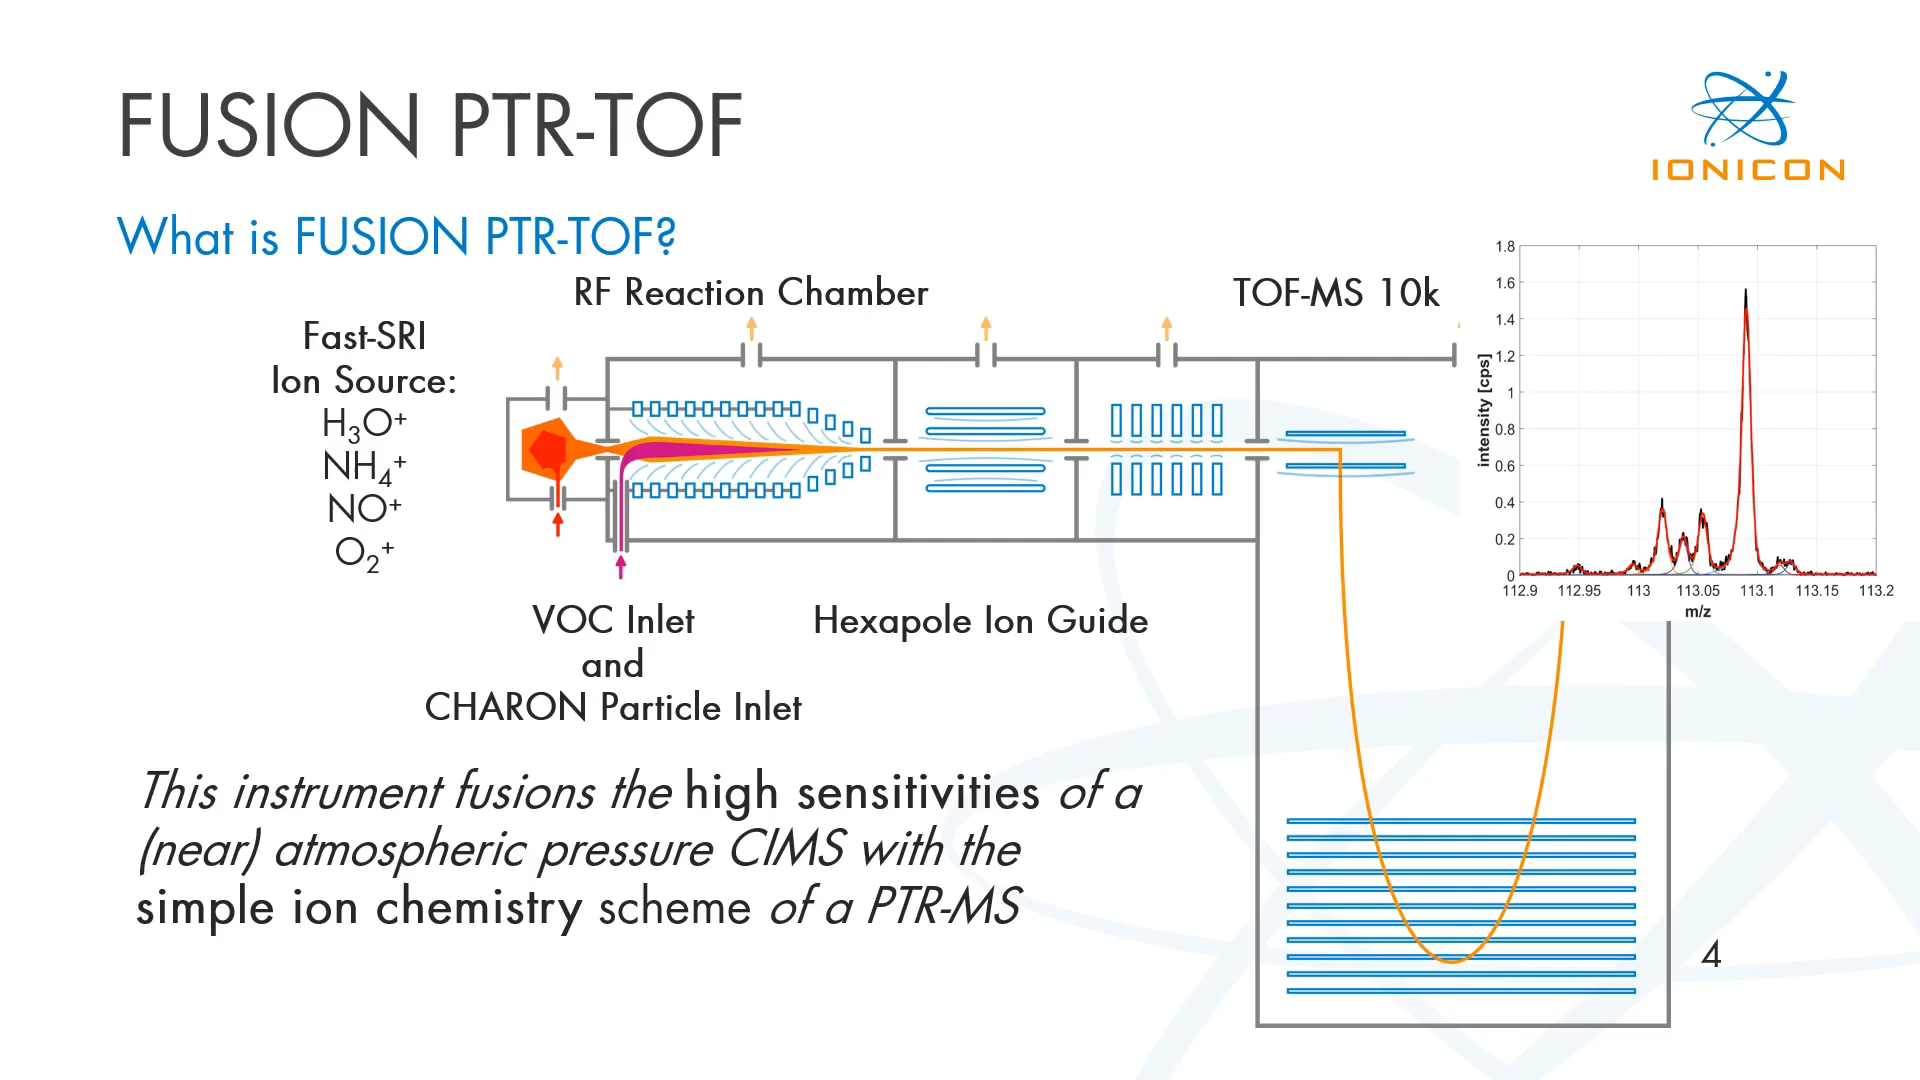 FUSION PTR-TOF
IONICON
What is FUSION PTR-TOF?
RF Reaction Chamber
TOF-MS 10k
Fast-SRI
Ion Source:
H₃O⁺
NH₄⁺
NO⁺
O₂⁺
VOC Inlet
and
CHARON Particle Inlet
Hexapole Ion Guide
intensity [cps]
1.8
1.6
1.4
1.2
1
0.8
0.6
0.4
0.2
0
112.9 112.95 113 113.05 113.1 113.15 113.2
m/z
This instrument fusions the high sensitivities of a
(near) atmospheric pressure CIMS with the
simple ion chemistry scheme of a PTR-MS
4